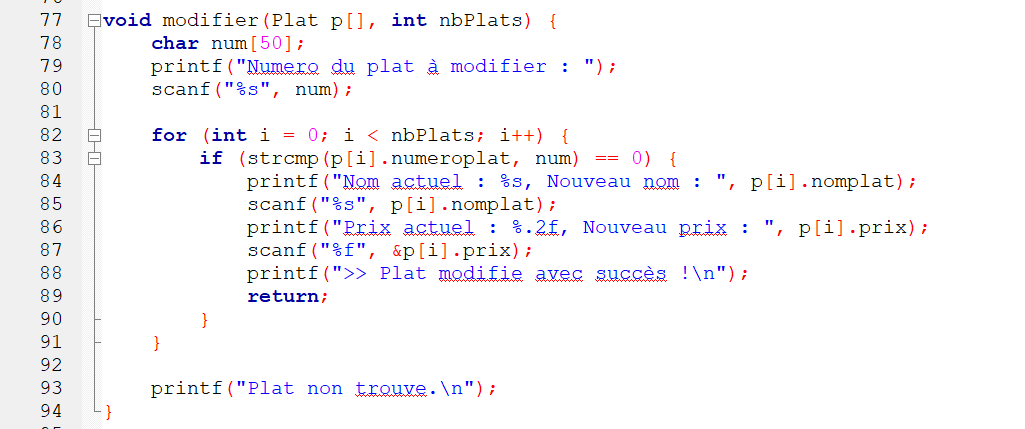 77 void modifier(Plat p[], int nbPlats) {
78 char num[50];
79 printf("Numero du plat à modifier : ");
80 scanf("%s", num);
81
82 for (int i = 0; i < nbPlats; i++) {
83 if (strcmp(p[i].numeroplat, num) == 0) {
84 printf("Nom actuel : %s, Nouveau nom : ", p[i].nomplat);
85 scanf("%s", p[i].nomplat);
86 printf("Prix actuel : %.2f, Nouveau prix : ", p[i].prix);
87 scanf("%f", &p[i].prix);
88 printf(">> Plat modifie avec succès !\n");
89 return;
90 }
91 }
92
93 printf("Plat non trouve.\n");
94 }